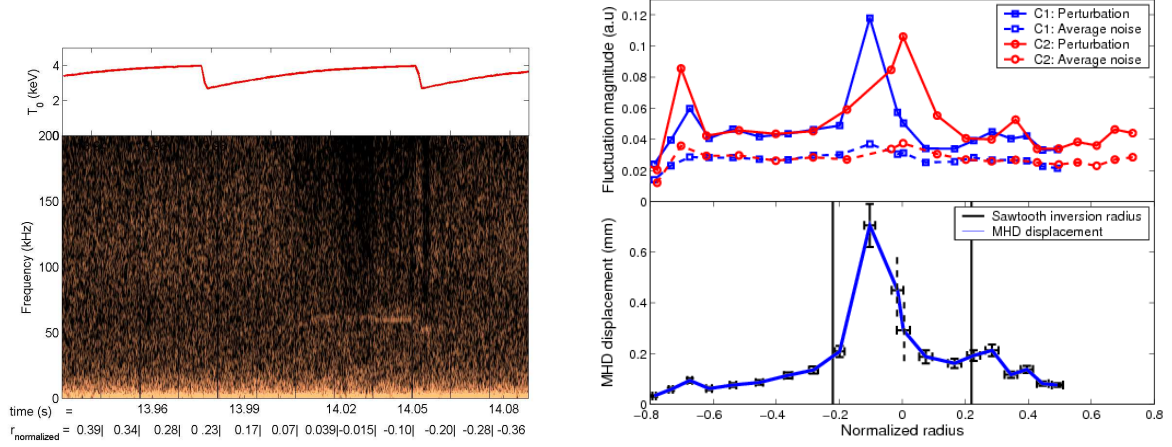 T0 (keV)
4
2
Frequency (kHz)
200
150
100
50
0
time (s) = 13.96 13.99 14.02 14.05 14.08
r normalized = 0.39| 0.34| 0.28| 0 .23| 0.17| 0.07| 0.039|-0.015| -0.10| -0.20| -0.28|-0.36
Fluctuation magnitude (a.u)
0.12
0.1
0.08
0.06
0.04
0.02
0
C1: Perturbation
C1: Average noise
C2: Perturbation
C2: Average noise
MHD displacement (mm)
0.6
0.4
0.2
0
Sawtooth inversion radius
MHD displacement
-0.8 -0.6 -0.4 -0.2 0 0.2 0.4 0.6 0.8
Normalized radius